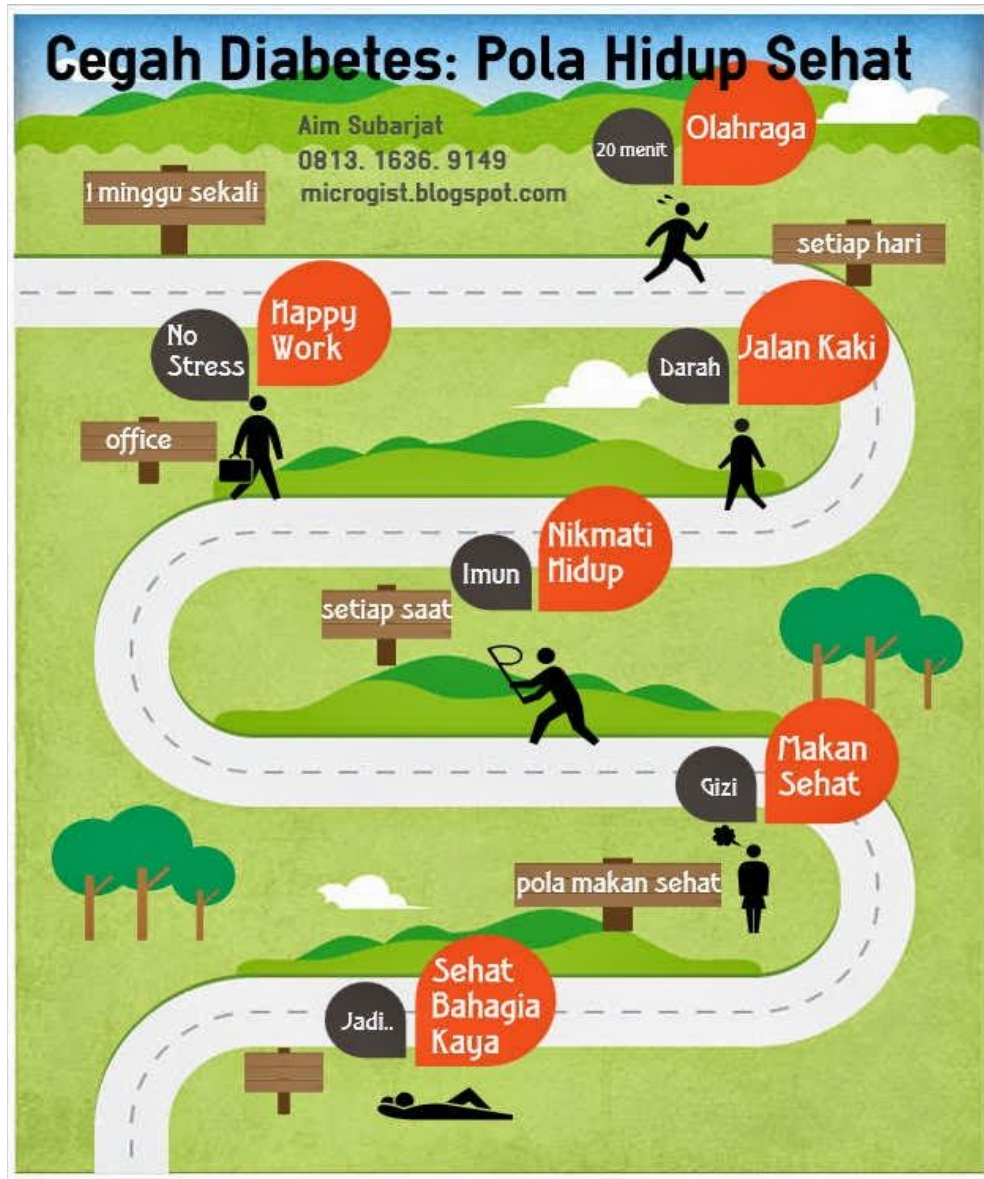 Cegah Diabetes: Pola Hidup Sehat
Aim Subarjat
0813. 1636. 9149
microgist.blogspot.com
20 menit
Olahraga
1 minggu sekali
setiap hari
No
Stress
Happy
Work
Darah
Jalan Kaki
office
Imun
Nikmati
Hidup
setiap saat
Gizi
Makan
Sehat
pola makan sehat
Jadi..
Sehat
Bahagia
Kaya